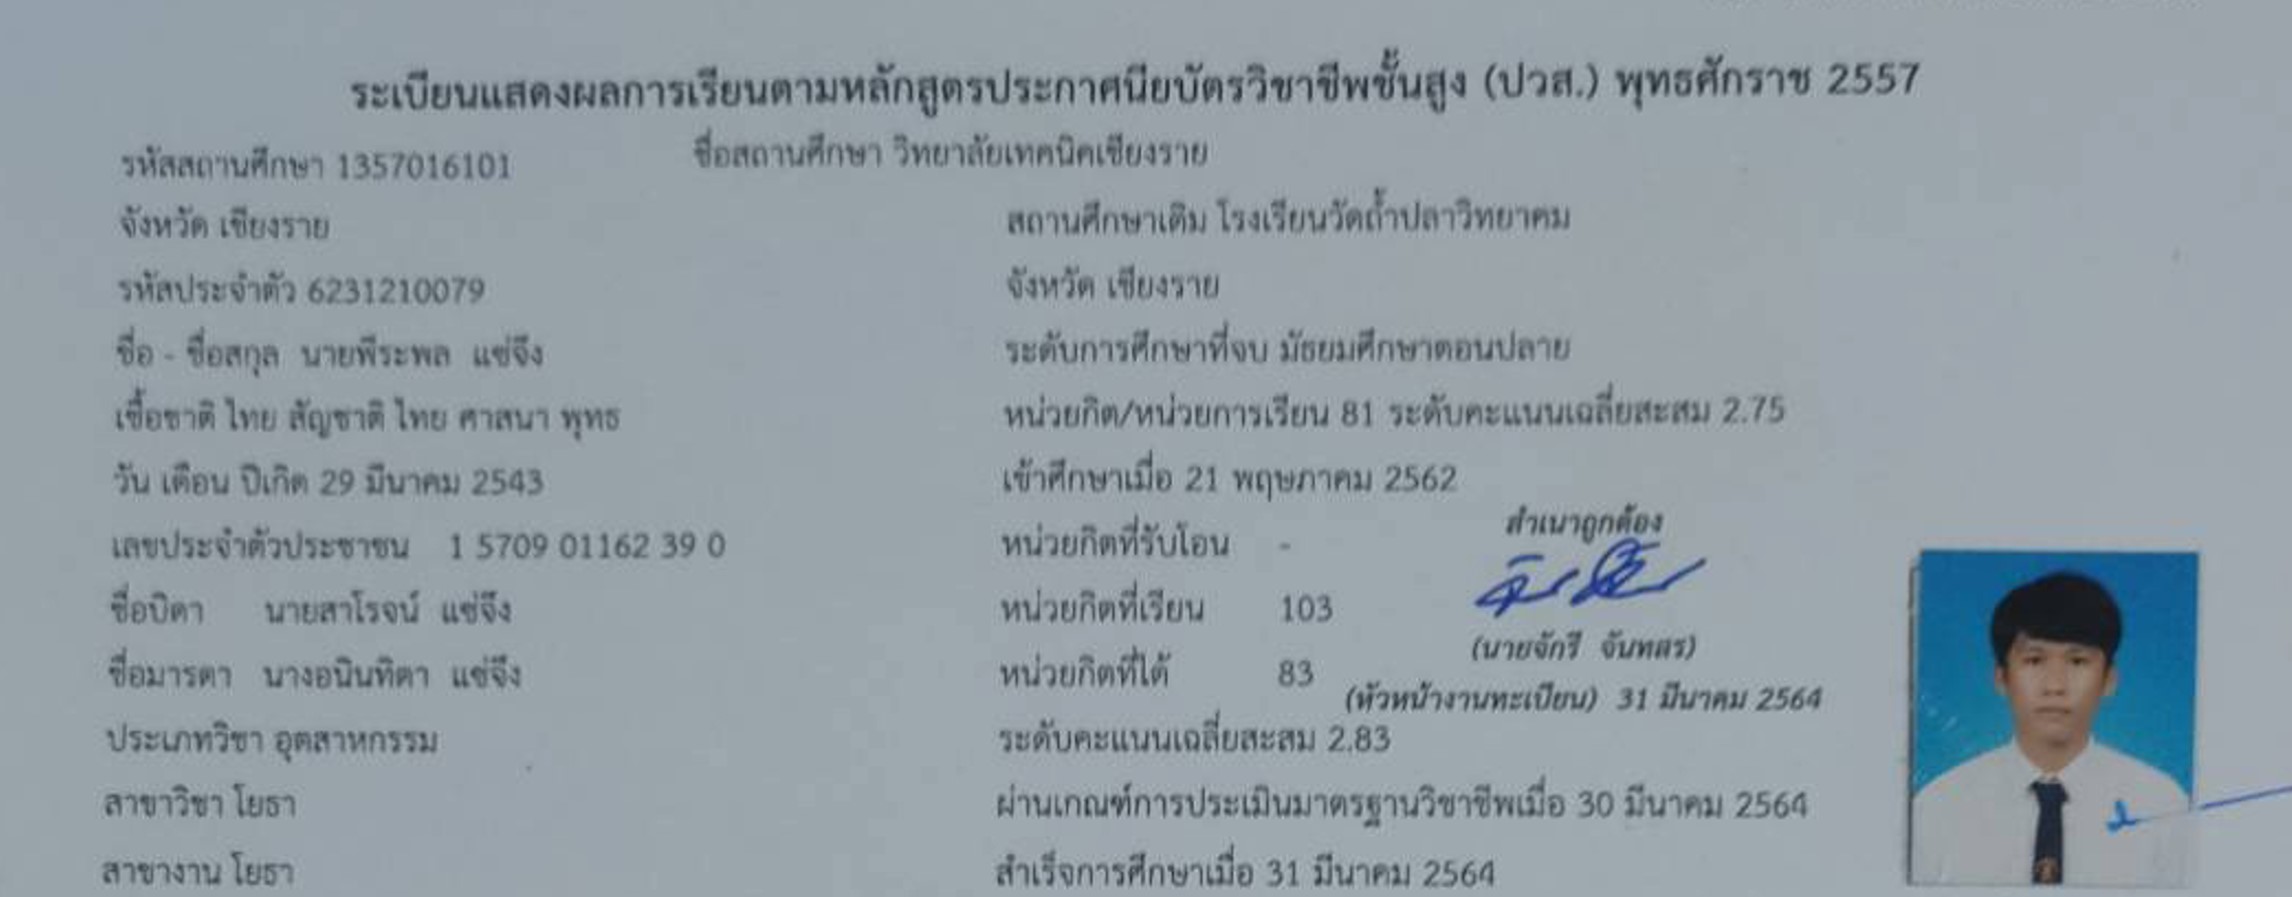 ระเบียนแสดงผลการเรียนตามหลักสูตรประกาศนียบัตรวิชาชีพชั้นสูง (ปวส.) พุทธศักราช 2557
รหัสสถานศึกษา 1357016101 ชื่อสถานศึกษา วิทยาลัยเทคนิคเชียงราย
จังหวัด เชียงราย สถานศึกษาเดิม โรงเรียนวัดถ้ำปลาวิทยาคม
รหัสประจำตัว 6231210079 จังหวัด เชียงราย
ชื่อ - ชื่อสกุล นายพีระพล แซ่จึง ระดับการศึกษาที่จบ มัธยมศึกษาตอนปลาย
เชื้อชาติ ไทย สัญชาติ ไทย ศาสนา พุทธ หน่วยกิต/หน่วยการเรียน 81 ระดับคะแนนเฉลี่ยสะสม 2.75
วัน เดือน ปีเกิด 29 มีนาคม 2543 เข้าศึกษาเมื่อ 21 พฤษภาคม 2562
สำเนาถูกต้อง
เลขประจำตัวประชาชน 1 5709 01162 39 0 หน่วยกิตที่รับโอน -
ชื่อบิดา นายสาโรจน์ แซ่จึง หน่วยกิตที่เรียน 103
(นายจักรี จันทสร)
ชื่อมารดา นางอนินทิตา แซ่จึง หน่วยกิตที่ได้ 83
(หัวหน้างานทะเบียน) 31 มีนาคม 2564
ประเภทวิชา อุตสาหกรรม ระดับคะแนนเฉลี่ยสะสม 2.83
สาขาวิชา โยธา ผ่านเกณฑ์การประเมินมาตรฐานวิชาชีพเมื่อ 30 มีนาคม 2564
สาขางาน โยธา สำเร็จการศึกษาเมื่อ 31 มีนาคม 2564